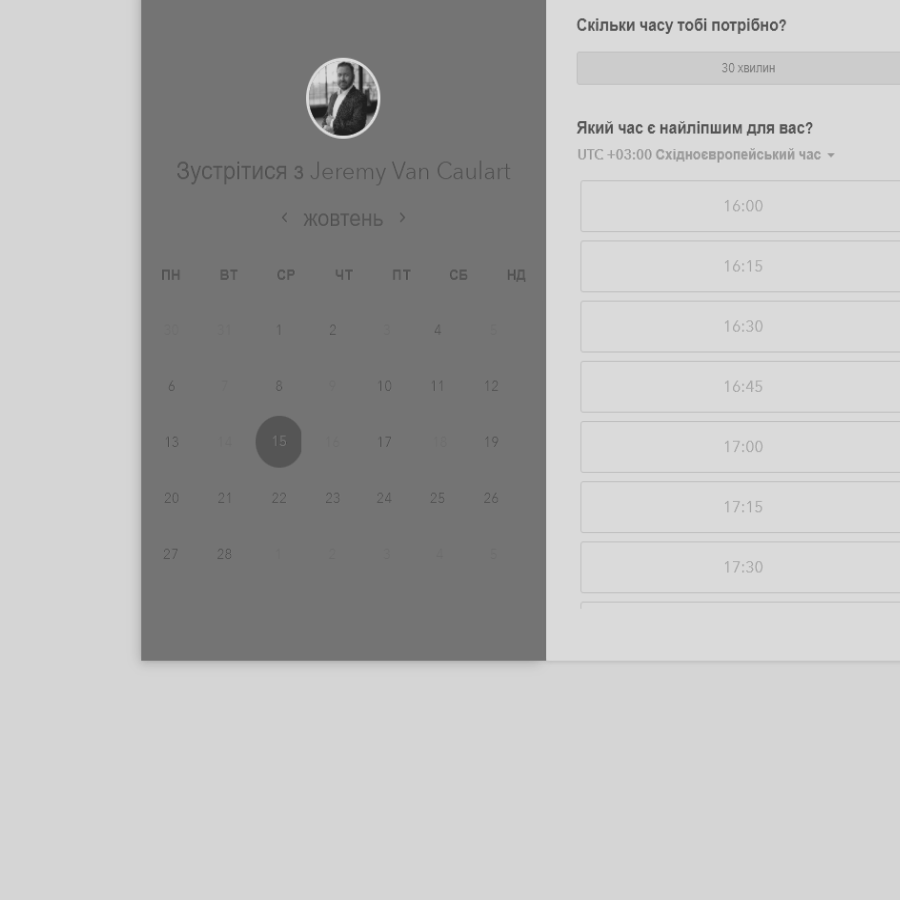 Зустрітися з Jeremy Van Caulart
жовтень
ПН ВТ СР ЧТ ПТ СБ НД
30 31 1 2 3 4 5
6 7 8 9 10 11 12
13 14 15 16 17 18 19
20 21 22 23 24 25 26
27 28 1 2 3 4 5
Скільки часу тобі потрібно?
30 хвилин
Який час є найліпшим для вас?
UTC +03:00 Східноєвропейський час
16:00
16:15
16:30
16:45
17:00
17:15
17:30